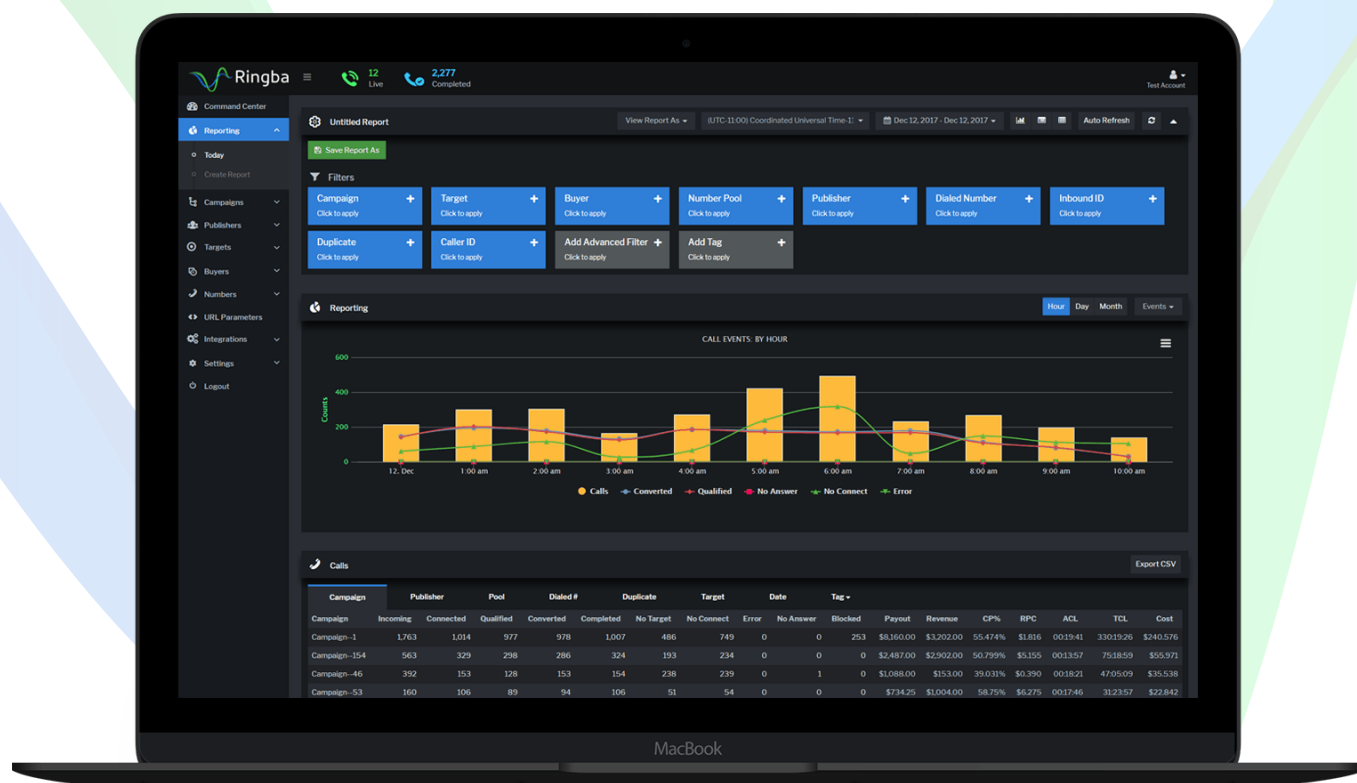 Ringba
12 Live
2,277 Completed
Test Account
Command Center
Reporting
Today
Create Report
Campaigns
Publishers
Targets
Buyers
Numbers
URL Parameters
Integrations
Settings
Logout
Untitled Report
View Report As
(UTC-11:00) Coordinated Universal Time-1
Dec 12, 2017 - Dec 12, 2017
Auto Refresh
Save Report As
Filters
Campaign + Target + Buyer + Number Pool + Publisher + Dialed Number + Inbound ID +
Click to apply Click to apply Click to apply Click to apply Click to apply Click to apply Click to apply
Duplicate + Caller ID + Add Advanced Filter + Add Tag +
Click to apply Click to apply Click to apply Click to apply
Reporting
Hour Day Month Events
CALL EVENTS: BY HOUR
Counts
600
400
200
0
12. Dec 1:00 am 2:00 am 3:00 am 4:00 am 5:00 am 6:00 am 7:00 am 8:00 am 9:00 am 10:00 am
Calls Converted Qualified No Answer No Connect Error
Calls
Export CSV
Campaign Publisher Pool Dialed # Duplicate Target Date Tag
Campaign Incoming Connected Qualified Converted Completed No Target No Connect Error No Answer Blocked Payout Revenue CP% RPC ACL TCL Cost
Campaign--1 1,763 1,014 977 978 1,007 486 749 0 0 253 $8,160.00 $3,202.00 55.474% $1.816 00:19:41 330:19:26 $240.576
Campaign--154 563 329 298 286 324 193 234 0 0 0 $2,487.00 $2,902.00 50.799% $5.155 00:13:57 75:18:59 $55.971
Campaign--46 392 153 128 153 154 238 239 0 1 0 $1,088.00 $153.00 39.031% $0.390 00:18:21 47:05:09 $35.538
Campaign--53 160 106 89 94 106 51 54 0 0 0 $734.25 $1,004.00 58.75% $6.275 00:17:46 31:23:57 $22.842
MacBook